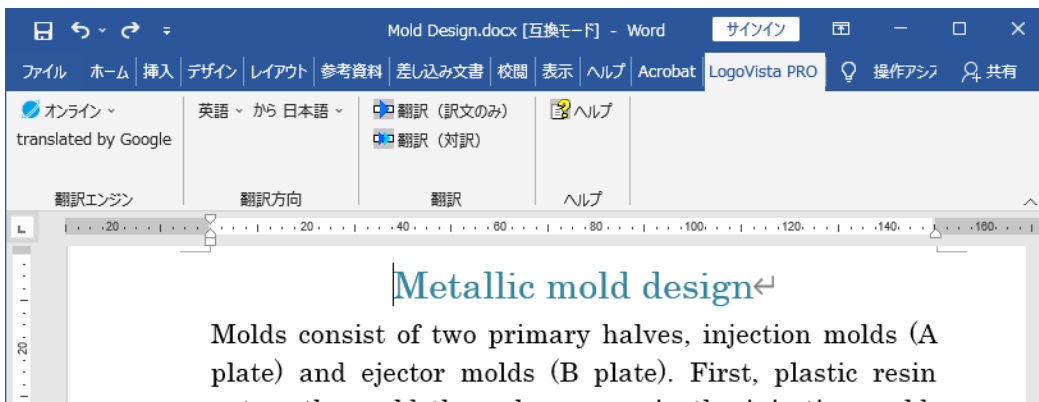 Mold Design.docx [互換モード] - Word サインイン
ファイル ホーム 挿入 デザイン レイアウト 参考資料 差し込み文書 校閲 表示 ヘルプ Acrobat LogoVista PRO 操作アシス 共有
オンライン 英語 から 日本語 翻訳（訳文のみ） ヘルプ
translated by Google 翻訳（対訳）
翻訳エンジン 翻訳方向 翻訳 ヘルプ
20 20 40 60 80 100 120 140 160
Metallic mold design
Molds consist of two primary halves, injection molds (A
20
plate) and ejector molds (B plate). First, plastic resin